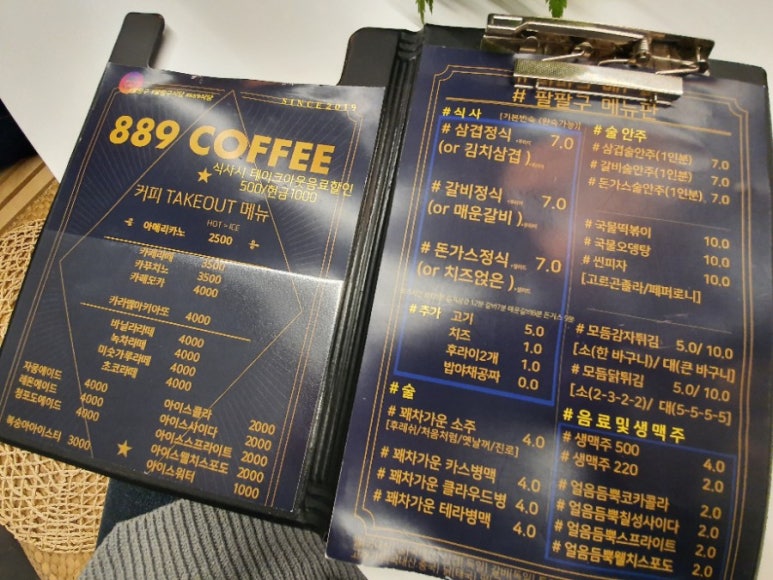 SINCE2019
889 COFFEE
식사시 테이크아웃음료할인
500/현금1000
커피 TAKEOUT 메뉴
HOT > ICE
아메리카노 2500
카페라떼 3500
카푸치노 3500
카페모카 4000
카라멜마키아또 4000
바닐라라떼 4000
녹차라떼 4000
미숫가루라떼 4000
초코라떼 4000
자몽에이드 4000
레몬에이드 4000
청포도에이드 4000
복숭아아이스티 3000
아이스콜라 2000
아이스사이다 2000
아이스스프라이트 2000
아이스웰치스포도 2000
아이스워터 1000
# 팔팔구 메뉴판
#식사 [기본반숙 (완숙가능)]
# 삼겹정식 7.0
(or 김치삼겹)
# 갈비정식 7.0
(or 매운갈비)
# 돈가스정식 7.0
(or 치즈얹은)
#추가 고기 5.0
치즈 1.0
후라이2개 1.0
밥야채공짜 0.0
#술
# 꽤차가운 소주 4.0
[후레쉬/처음처럼/옛날꺼/진로]
# 꽤차가운 카스병맥 4.0
# 꽤차가운 클라우드병 4.0
# 꽤차가운 테라병맥 4.0
#술 안주
# 삼겹술안주(1인분) 7.0
# 갈비술안주(1인분) 7.0
# 돈가스술안주(1인분) 7.0
# 국물떡볶이 10.0
# 국물오뎅탕 10.0
# 씬피자 10.0
[고르곤졸라/페퍼로니]
# 모듬감자튀김 5.0/ 10.0
[소(한 바구니)/ 대(큰 바구니]
# 모듬닭튀김 5.0/ 10.0
[소(2-3-2-2)/ 대(5-5-5-5]
#음료및생맥주
# 생맥주 500 4.0
# 생맥주 220 2.0
# 얼음듬뿍코카콜라 2.0
# 얼음듬뿍칠성사이다 2.0
# 얼음듬뿍스프라이트 2.0
# 얼음듬뿍웰치스포도 2.0